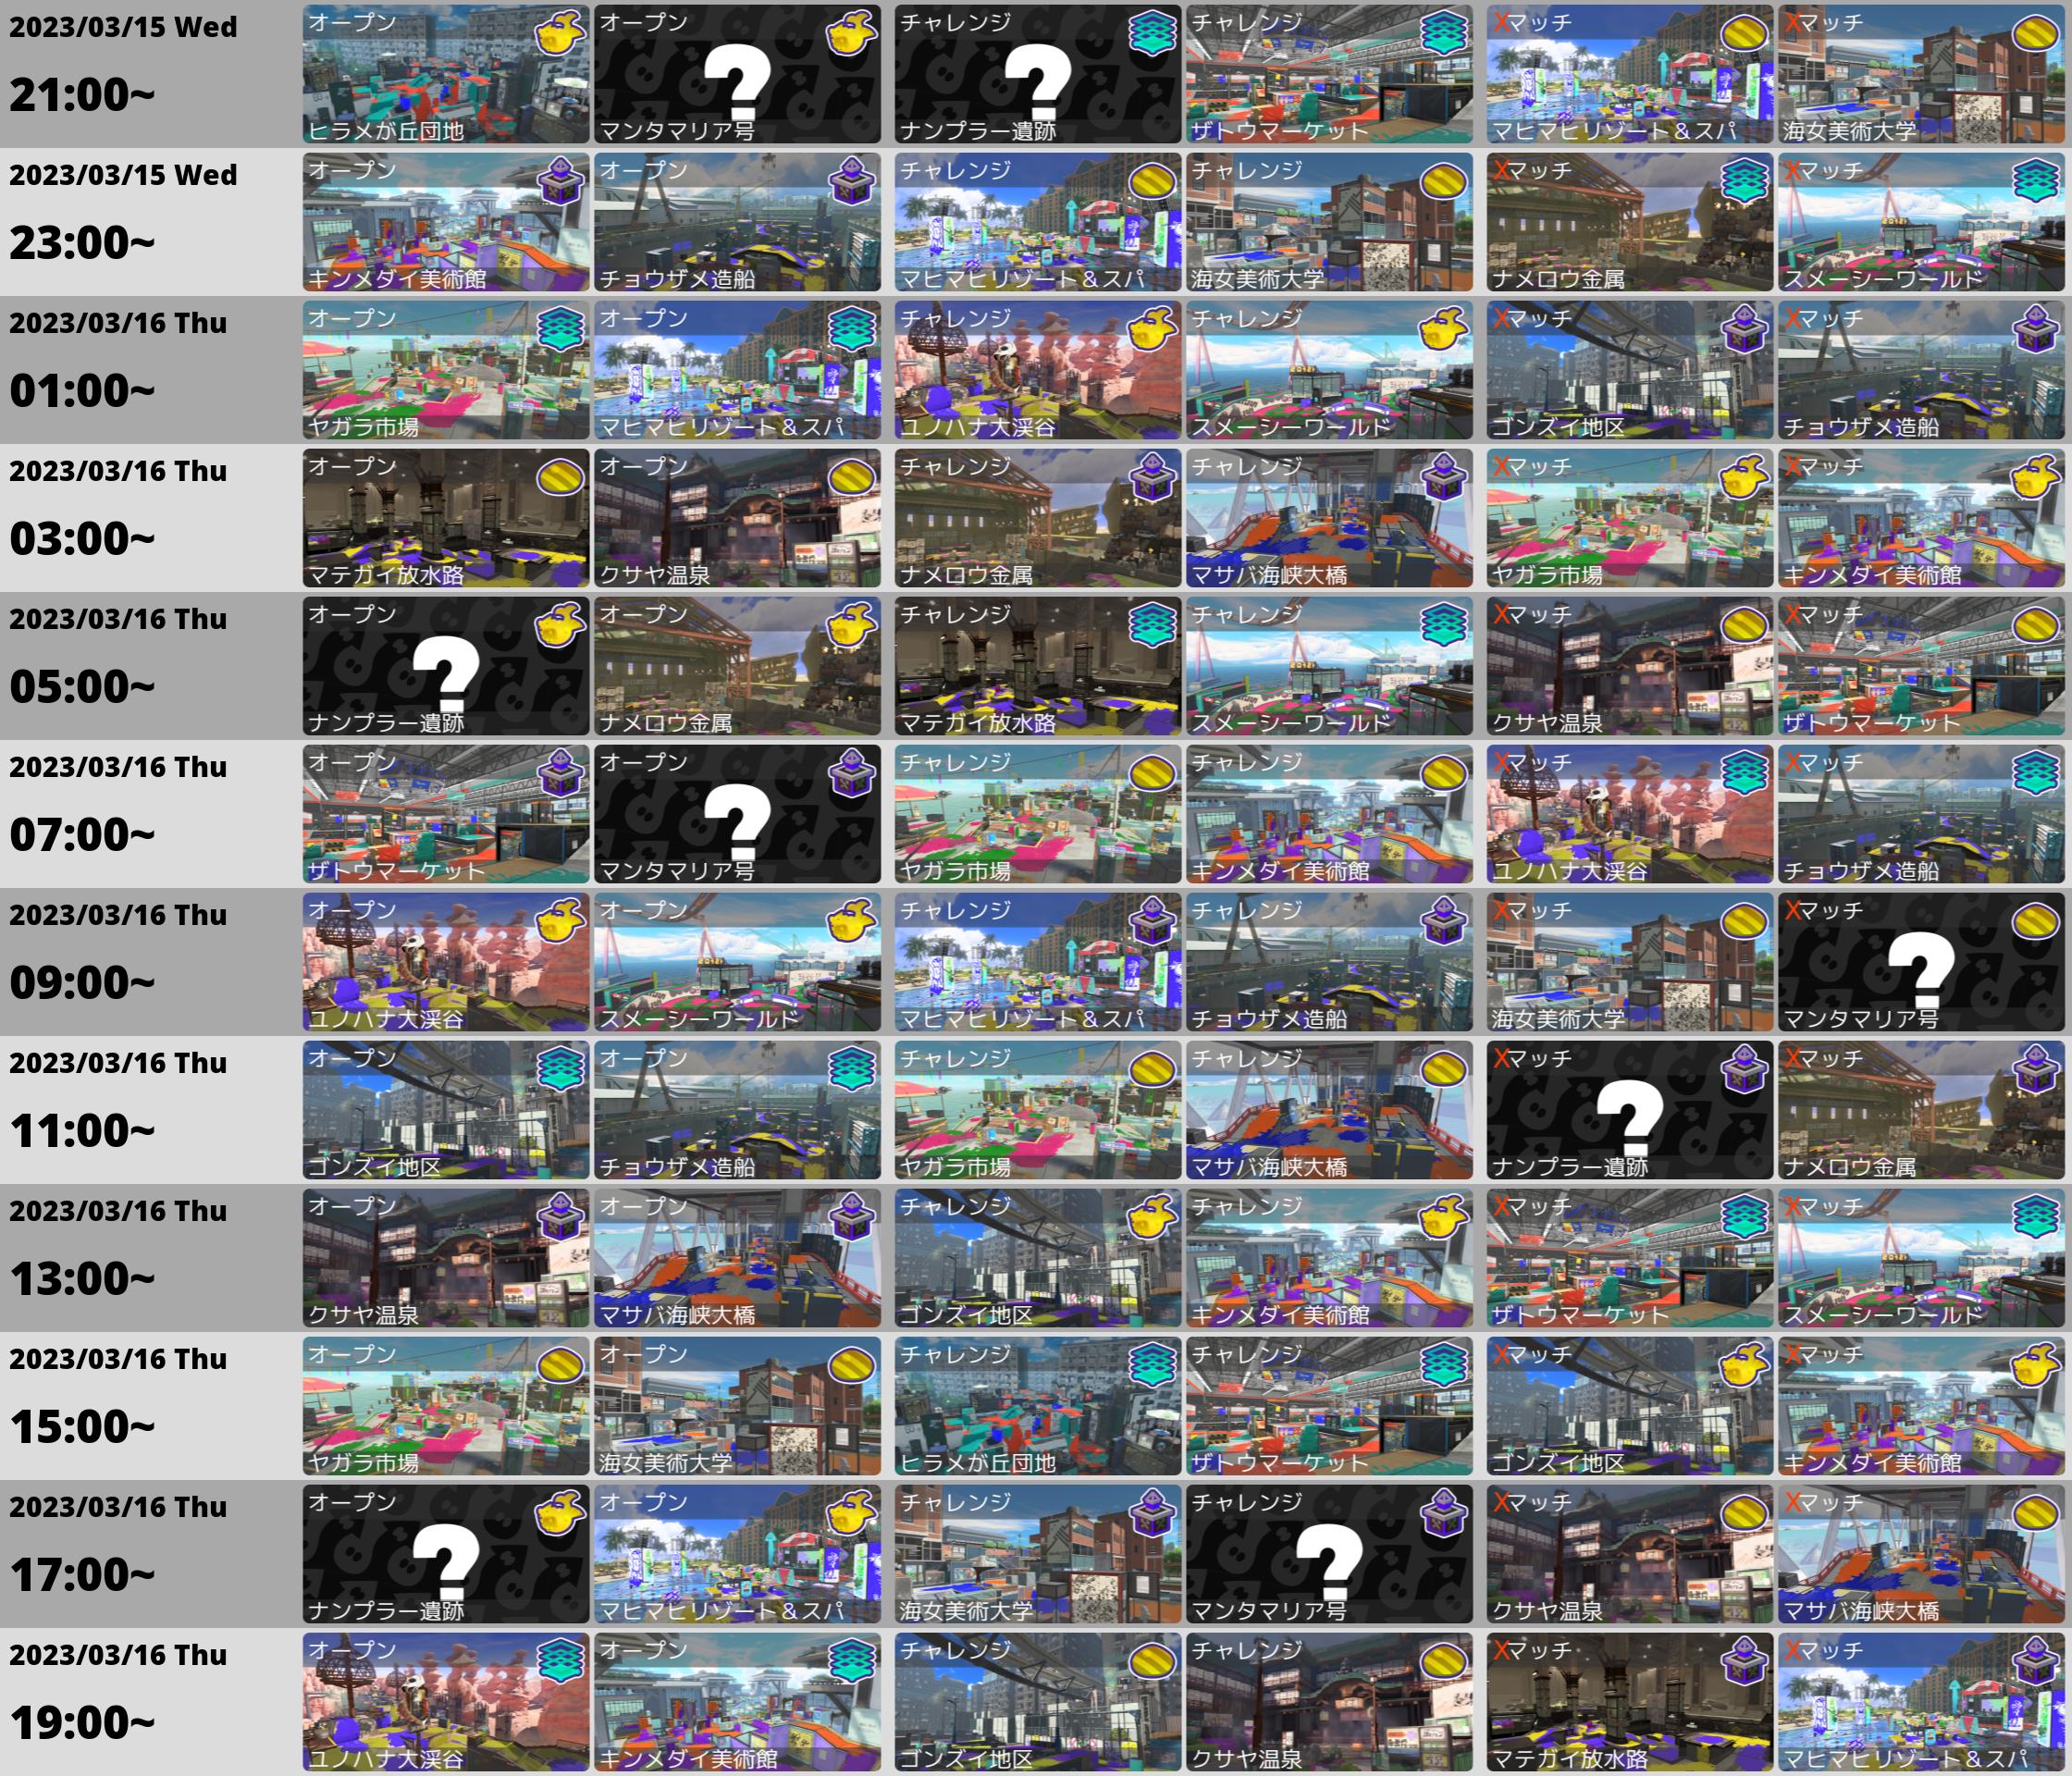 2023/03/15 Wed
21:00~
オープン
ヒラメが丘団地
オープン
マンタマリア号
チャレンジ
ナンプラー遺跡
チャレンジ
ザトウマーケット
Xマッチ
マヒマヒリゾート＆スパ
Xマッチ
海女美術大学
2023/03/15 Wed
23:00~
オープン
キンメダイ美術館
オープン
チョウザメ造船
チャレンジ
マヒマヒリゾート＆スパ
チャレンジ
海女美術大学
Xマッチ
ナメロウ金属
Xマッチ
スメーシーワールド
2023/03/16 Thu
01:00~
オープン
ヤガラ市場
オープン
マヒマヒリゾート＆スパ
チャレンジ
ユノハナ大渓谷
チャレンジ
スメーシーワールド
Xマッチ
ゴンズイ地区
Xマッチ
チョウザメ造船
2023/03/16 Thu
03:00~
オープン
マテガイ放水路
オープン
クサヤ温泉
チャレンジ
ナメロウ金属
チャレンジ
マサバ海峡大橋
Xマッチ
ヤガラ市場
Xマッチ
キンメダイ美術館
2023/03/16 Thu
05:00~
オープン
ナンプラー遺跡
オープン
ナメロウ金属
チャレンジ
マテガイ放水路
チャレンジ
スメーシーワールド
Xマッチ
クサヤ温泉
Xマッチ
ザトウマーケット
2023/03/16 Thu
07:00~
オープン
ザトウマーケット
オープン
マンタマリア号
チャレンジ
ヤガラ市場
チャレンジ
キンメダイ美術館
Xマッチ
ユノハナ大渓谷
Xマッチ
チョウザメ造船
2023/03/16 Thu
09:00~
オープン
ユノハナ大渓谷
オープン
スメーシーワールド
チャレンジ
マヒマヒリゾート＆スパ
チャレンジ
チョウザメ造船
Xマッチ
海女美術大学
Xマッチ
マンタマリア号
2023/03/16 Thu
11:00~
オープン
ゴンズイ地区
オープン
チョウザメ造船
チャレンジ
ヤガラ市場
チャレンジ
マサバ海峡大橋
Xマッチ
ナンプラー遺跡
Xマッチ
ナメロウ金属
2023/03/16 Thu
13:00~
オープン
クサヤ温泉
オープン
マサバ海峡大橋
チャレンジ
ゴンズイ地区
チャレンジ
キンメダイ美術館
Xマッチ
ザトウマーケット
Xマッチ
スメーシーワールド
2023/03/16 Thu
15:00~
オープン
ヤガラ市場
オープン
海女美術大学
チャレンジ
ヒラメが丘団地
チャレンジ
ザトウマーケット
Xマッチ
ゴンズイ地区
Xマッチ
キンメダイ美術館
2023/03/16 Thu
17:00~
オープン
ナンプラー遺跡
オープン
マヒマヒリゾート＆スパ
チャレンジ
海女美術大学
チャレンジ
マンタマリア号
Xマッチ
クサヤ温泉
Xマッチ
マサバ海峡大橋
2023/03/16 Thu
19:00~
オープン
ユノハナ大渓谷
オープン
キンメダイ美術館
チャレンジ
ゴンズイ地区
チャレンジ
クサヤ温泉
Xマッチ
マテガイ放水路
Xマッチ
マヒマヒリゾート＆スパ